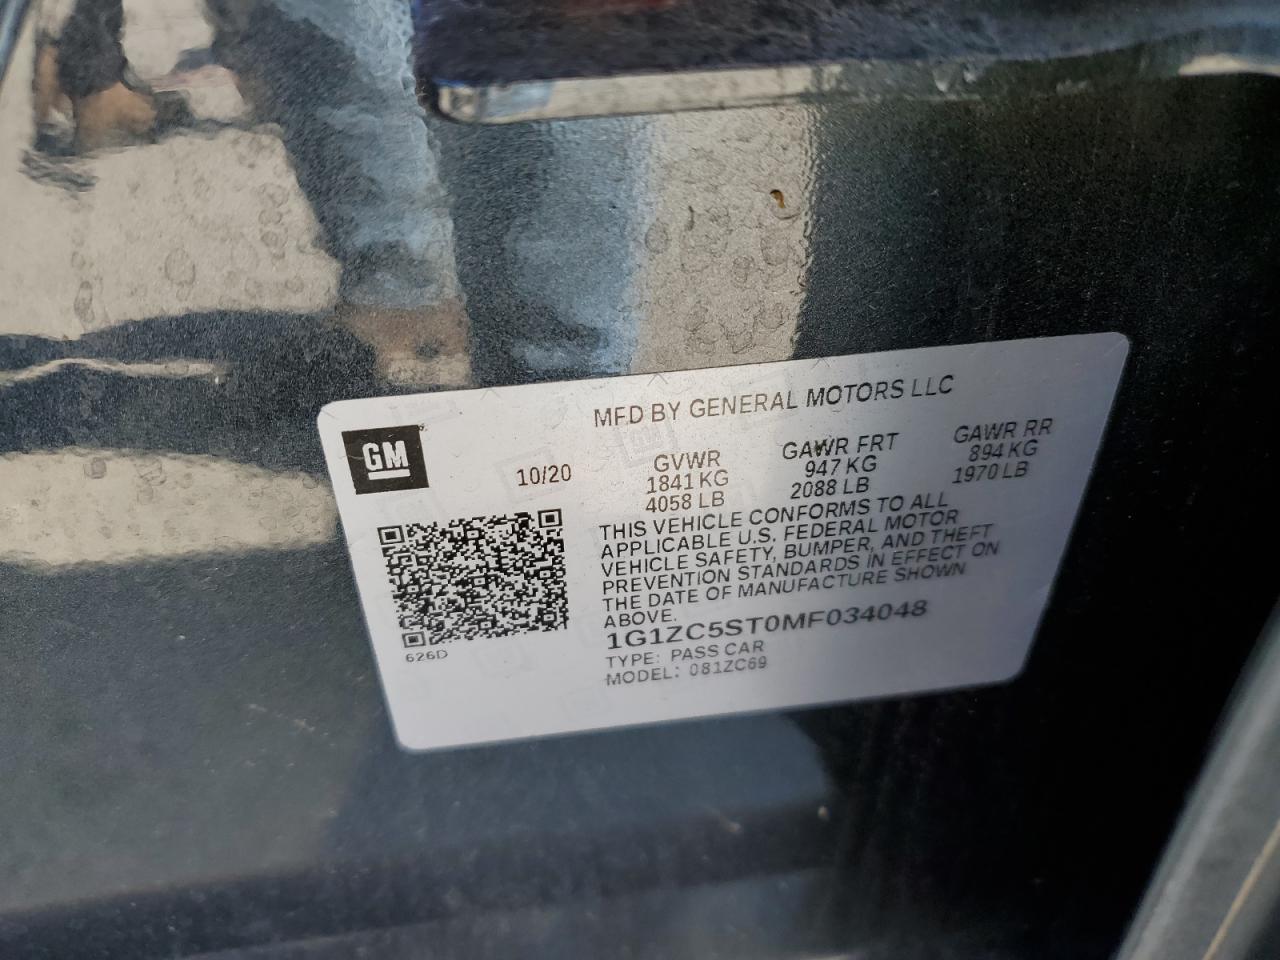 MFD BY GENERAL MOTORS LLC
GM
10/20
GVWR
1841 KG
4058 LB
GAWR FRT
947 KG
2088 LB
GAWR RR
894 KG
1970 LB
THIS VEHICLE CONFORMS TO ALL
APPLICABLE U.S. FEDERAL MOTOR
VEHICLE SAFETY, BUMPER, AND THEFT
PREVENTION STANDARDS IN EFFECT ON
THE DATE OF MANUFACTURE SHOWN
ABOVE.
1G1ZC5ST0MF034048
TYPE: PASS CAR
MODEL: 081ZC69
626D